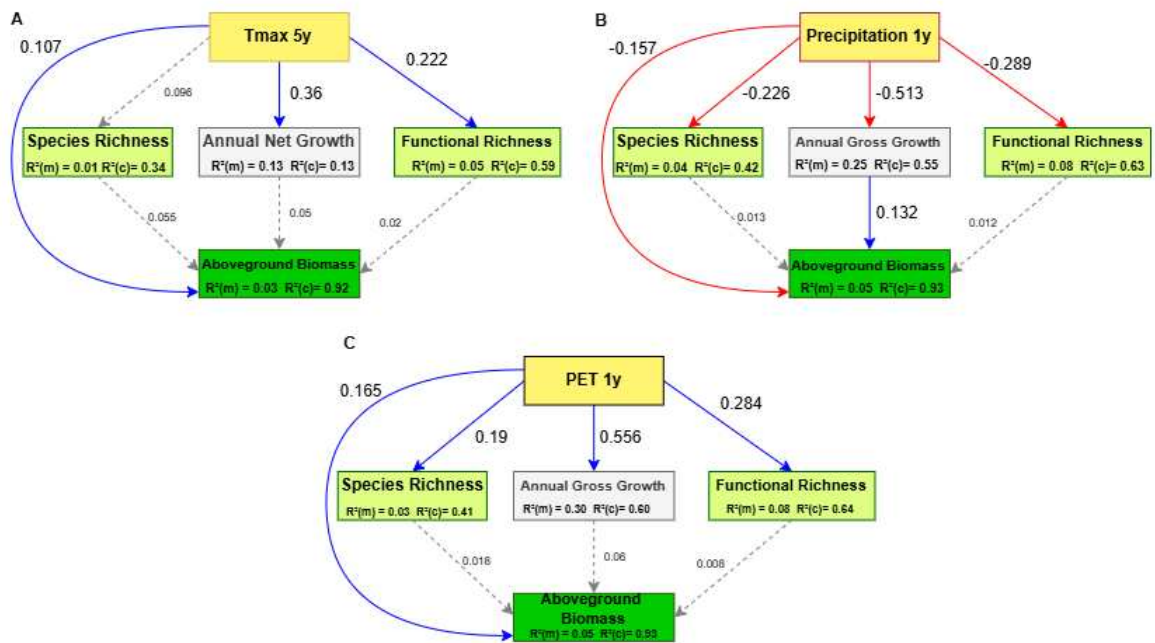 A
Tmax 5y
0.107
0.222
0.096
0.36
Species Richness
R²(m) = 0.01 R²(c)= 0.34
Annual Net Growth
R²(m) = 0.13 R²(c)= 0.13
Functional Richness
R²(m) = 0.05 R²(c)= 0.59
0.055
0.05
0.02
Aboveground Biomass
R²(m) = 0.03 R²(c)= 0.92
B
Precipitation 1y
-0.157
-0.289
-0.226
-0.513
Species Richness
R²(m) = 0.04 R²(c)= 0.42
Annual Gross Growth
R²(m) = 0.25 R²(c)= 0.55
Functional Richness
R²(m) = 0.08 R²(c)= 0.63
0.013
0.132
0.012
Aboveground Biomass
R²(m) = 0.05 R²(c)= 0.93
C
PET 1y
0.165
0.284
0.19
0.556
Species Richness
R²(m) = 0.03 R²(c)= 0.41
Annual Gross Growth
R²(m) = 0.30 R²(c)= 0.60
Functional Richness
R²(m) = 0.08 R²(c)= 0.64
0.016
0.06
0.008
Aboveground
Biomass
R²(m) = 0.05 R²(c)= 0.93